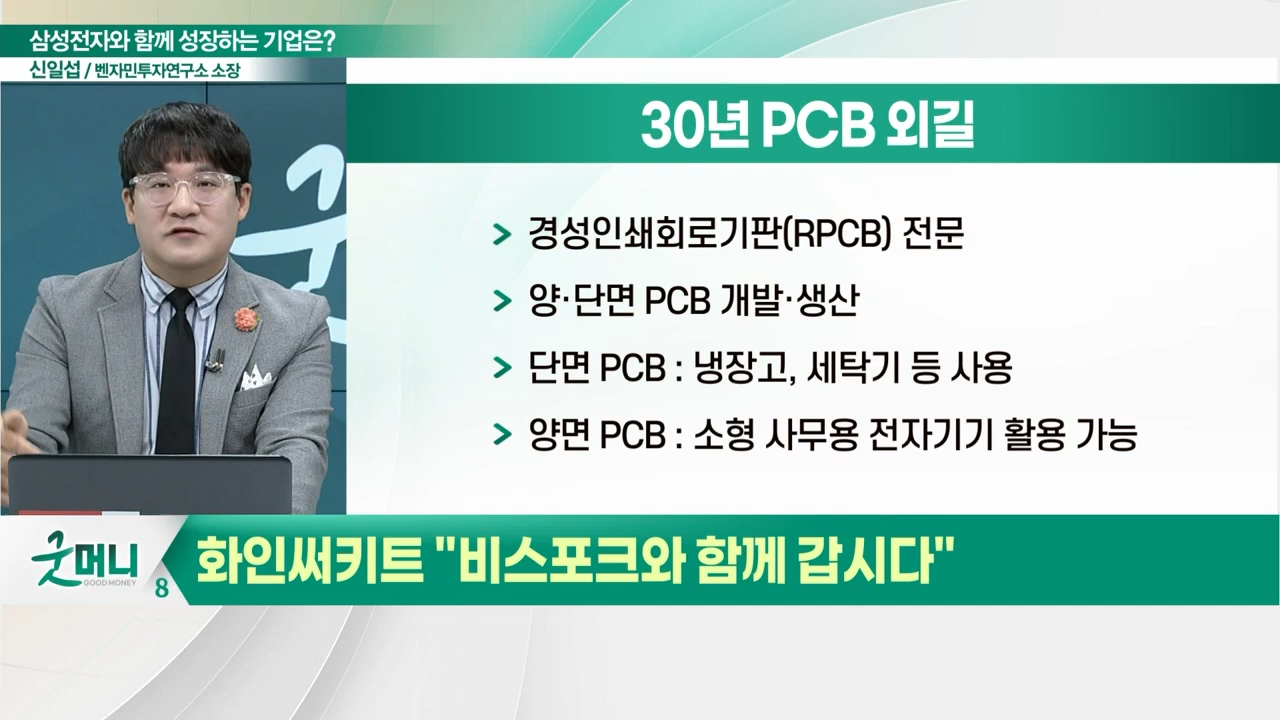 삼성전자와 함께 성장하는 기업은?
신일섭 / 벤자민투자연구소 소장
30년 PCB 외길
> 경성인쇄회로기판(RPCB) 전문
> 양·단면 PCB 개발·생산
> 단면 PCB : 냉장고, 세탁기 등 사용
> 양면 PCB : 소형 사무용 전자기기 활용 가능
굿머니
GOOD MONEY
8
화인써키트 "비스포크와 함께 갑시다"